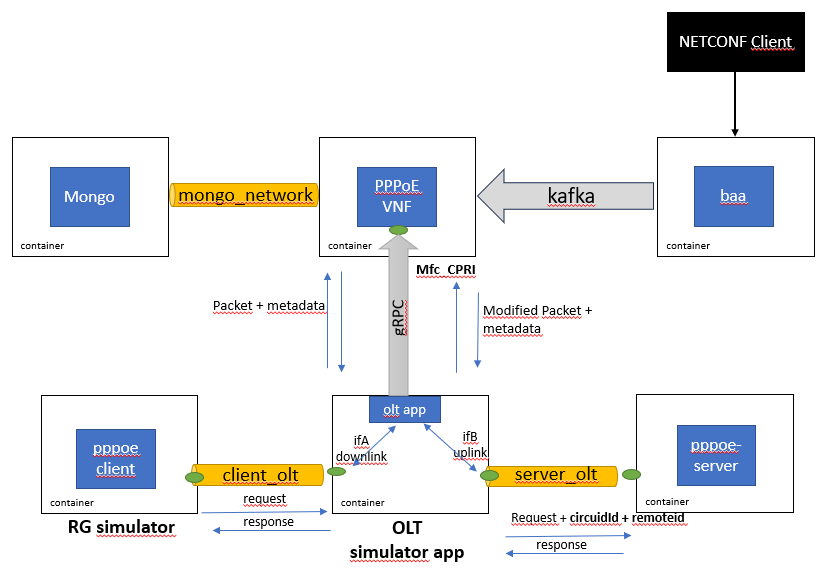 NETCONF Client
Mongo
container
mongo_network
PPPoE
VNF
container
kafka
baa
container
Mfc_CPRI
Packet + metadata
gRPC
Modified Packet +
metadata
pppoe
client
container
RG simulator
client_olt
request
response
olt app
ifA
downlink
ifB
uplink
container
OLT
simulator app
server_olt
Request + circuidId + remoteid
response
pppoe-
server
container